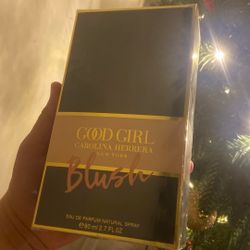 GOOD GIRL
CAROLINA HERRERA
NEW YORK
Blush
EAU DE PARFUM NATURAL SPRAY
℮ 80 ml 2.7 FL.OZ